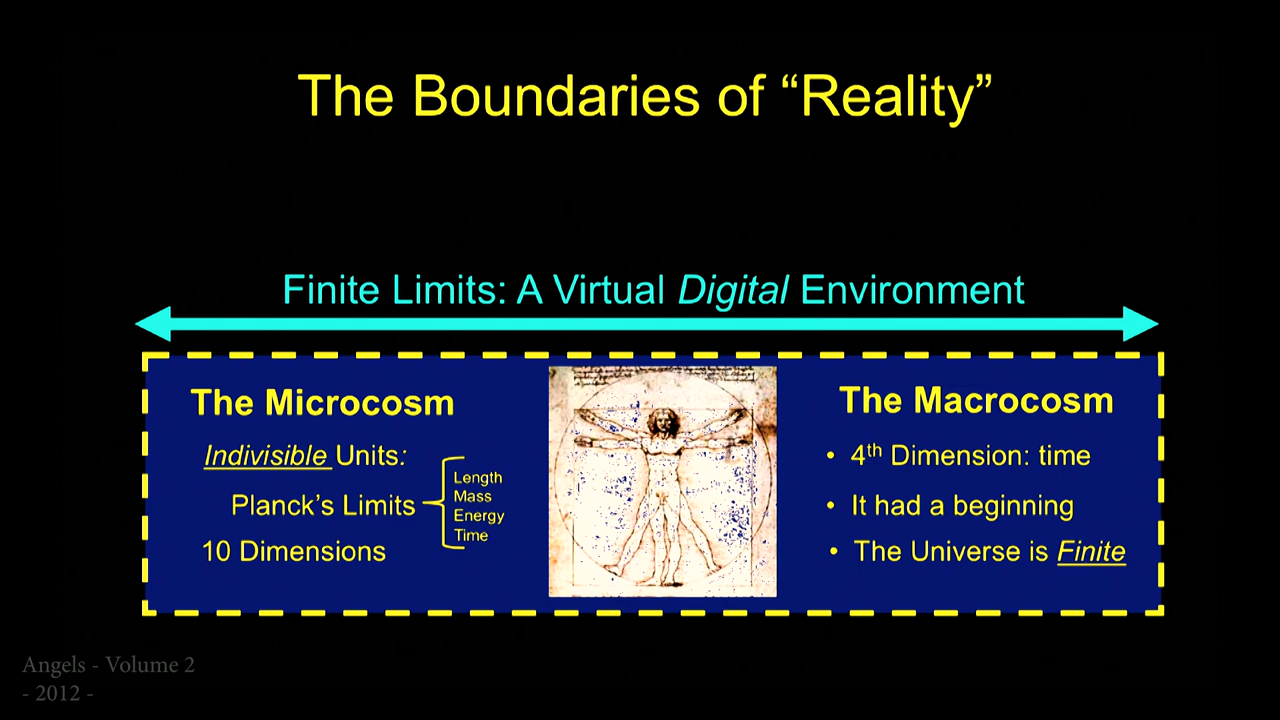 The Boundaries of “Reality”
Finite Limits: A Virtual Digital Environment
The Microcosm
Indivisible Units:
Planck’s Limits
Length
Mass
Energy
Time
10 Dimensions
The Macrocosm
• 4th Dimension: time
• It had a beginning
• The Universe is Finite
Angels - Volume 2
- 2012 -